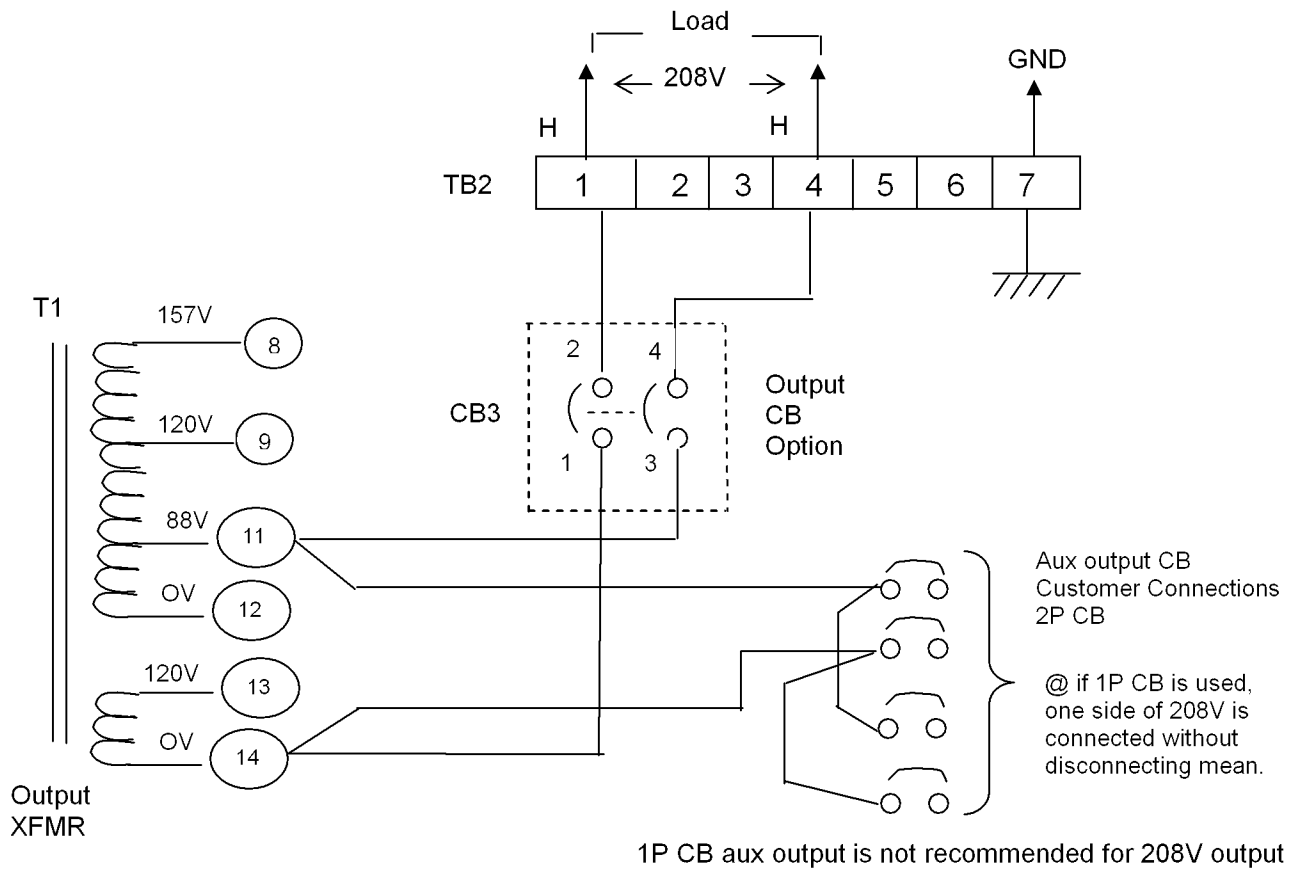 Load
208V
GND
H
H
TB2
1 2 3 4 5 6 7
T1
157V
8
120V
9
88V
11
OV
12
120V
13
OV
14
Output
XFMR
2
4
CB3
1
3
Output
CB
Option
Aux output CB
Customer Connections
2P CB
@ if 1P CB is used,
one side of 208V is
connected without
disconnecting mean.
1P CB aux output is not recommended for 208V output